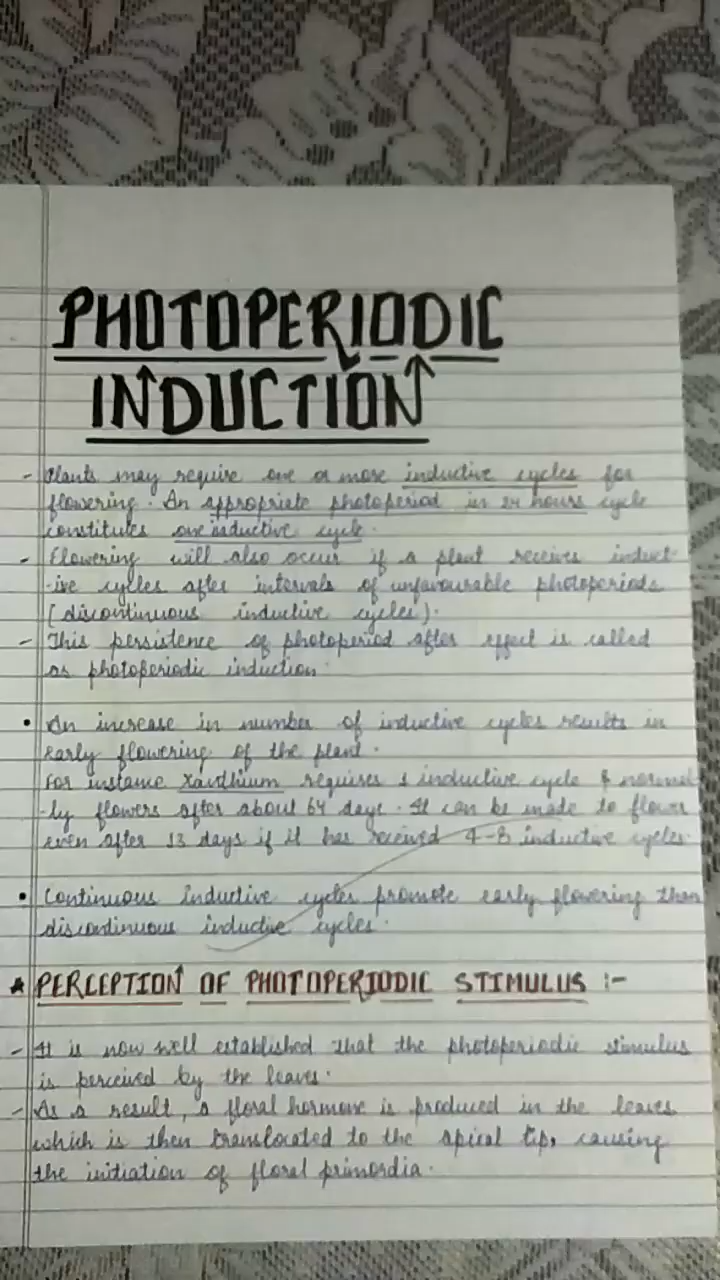 PHOTOPERIODIC
INDUCTION
- Plants may require one or more inductive cycles for
flowering. An appropriate photoperiod in 24 hours cycle
constitutes one inductive cycle.
- Flowering will also occur if a plant receives induct-
-ive cycles after intervals of unfavourable photoperiods
(discontinuous inductive cycles).
- This persistence of photoperiod after effect is called
as photoperiodic induction.
• An increase in number of inductive cycles results in
early flowering of the plant.
For instance Xanthium requires 1 inductive cycle & normal-
-ly flowers after about 64 days. It can be made to flower
even after 13 days if it has received 4-8 inductive cycles.
• Continuous inductive cycles promote early flowering than
discontinuous inductive cycles.
* PERCEPTION OF PHOTOPERIODIC STIMULUS :-
- It is now well established that the photoperiodic stimulus
is perceived by the leaves.
- As a result, a floral hormone is produced in the leaves
which is then translocated to the apical tip, causing
the initiation of floral primordia.